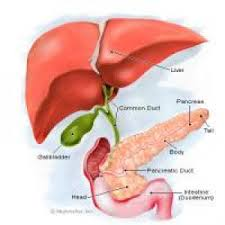 Liver
Common Duct
Pancreas
Tail
Gallbladder
Body
Pancreatic Duct
Head
Intestine
(Duodenum)